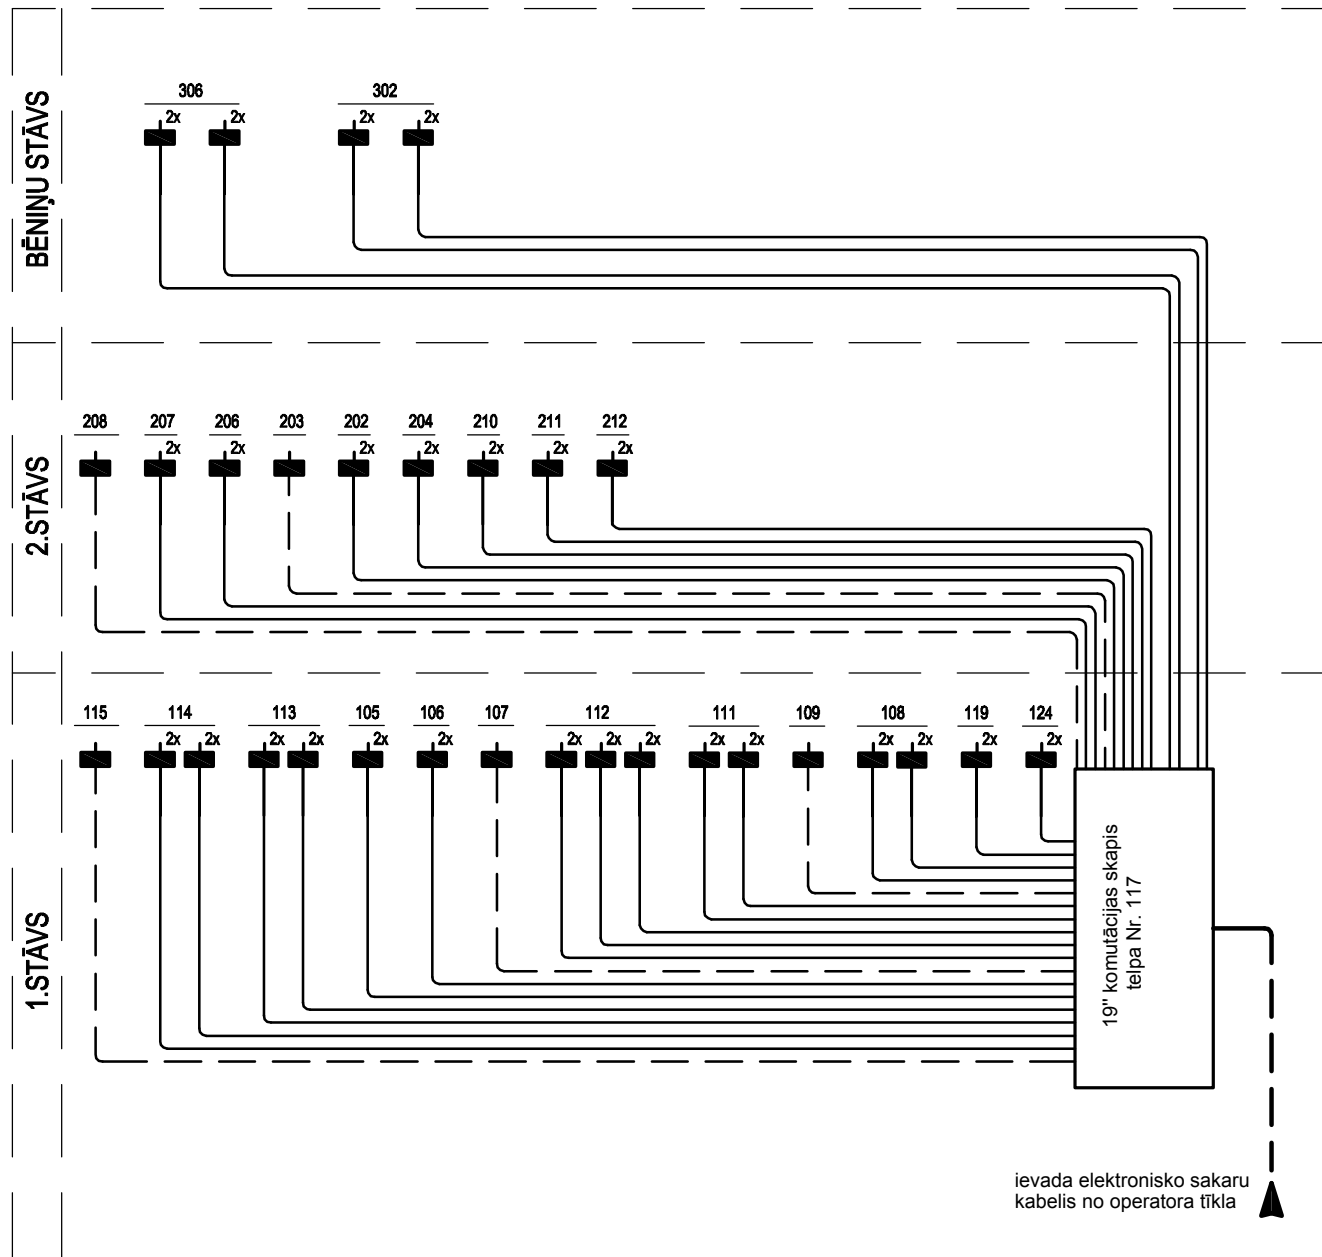 BĒNIŅU STĀVS
306 302
2x 2x 2x 2x
2.STĀVS
208 207 206 203 202 204 210 211 212
2x 2x 2x 2x 2x 2x 2x
1.STĀVS
115 114 113 105 106 107 112 111 109 108 119 124
2x 2x 2x 2x 2x 2x 2x 2x 2x 2x 2x 2x 2x 2x 2x
19" komutācijas skapis
telpa Nr. 117
ievada elektronisko sakaru
kabelis no operatora tīkla